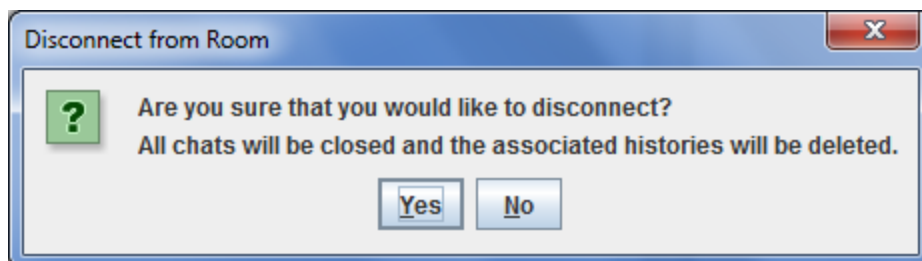 Disconnect from Room
Are you sure that you would like to disconnect?
All chats will be closed and the associated histories will be deleted.
Yes No